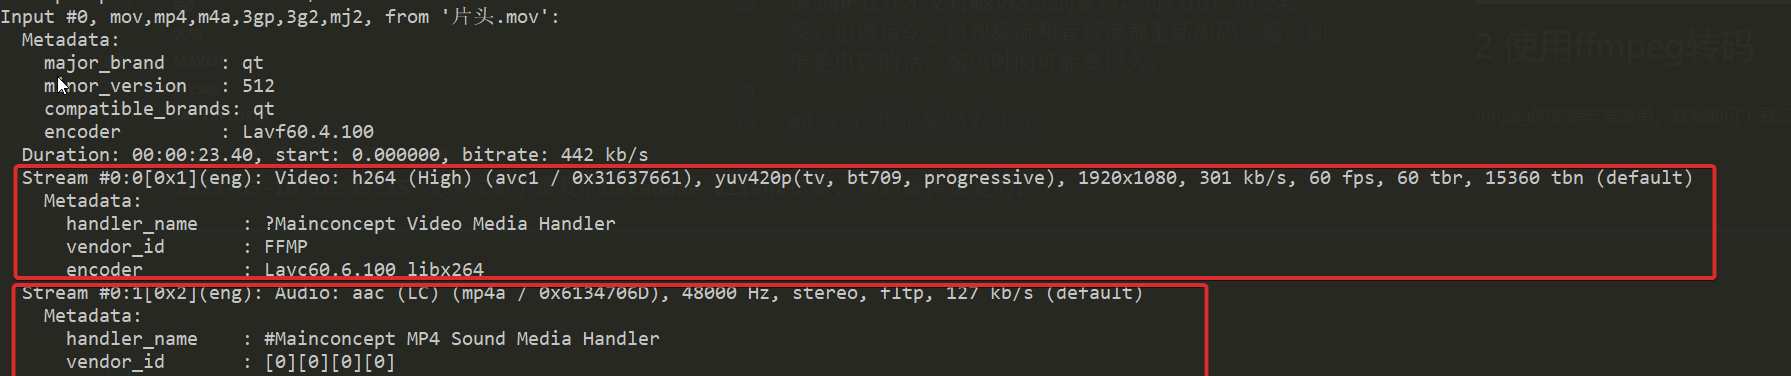 Input #0, mov,mp4,m4a,3gp,3g2,mj2, from '片头.mov':
Metadata:
major_brand : qt
minor_version : 512
compatible_brands: qt
encoder : Lavf60.4.100
Duration: 00:00:23.40, start: 0.000000, bitrate: 442 kb/s
Stream #0:0[0x1](eng): Video: h264 (High) (avc1 / 0x31637661), yuv420p(tv, bt709, progressive), 1920x1080, 301 kb/s, 60 fps, 60 tbr, 15360 tbn (default)
Metadata:
handler_name : ?Mainconcept Video Media Handler
vendor_id : FFMP
encoder : Lavc60.6.100 libx264
Stream #0:1[0x2](eng): Audio: aac (LC) (mp4a / 0x6134706D), 48000 Hz, stereo, fltp, 127 kb/s (default)
Metadata:
handler_name : #Mainconcept MP4 Sound Media Handler
vendor_id : [0][0][0][0]
2 使用ffmpeg转码